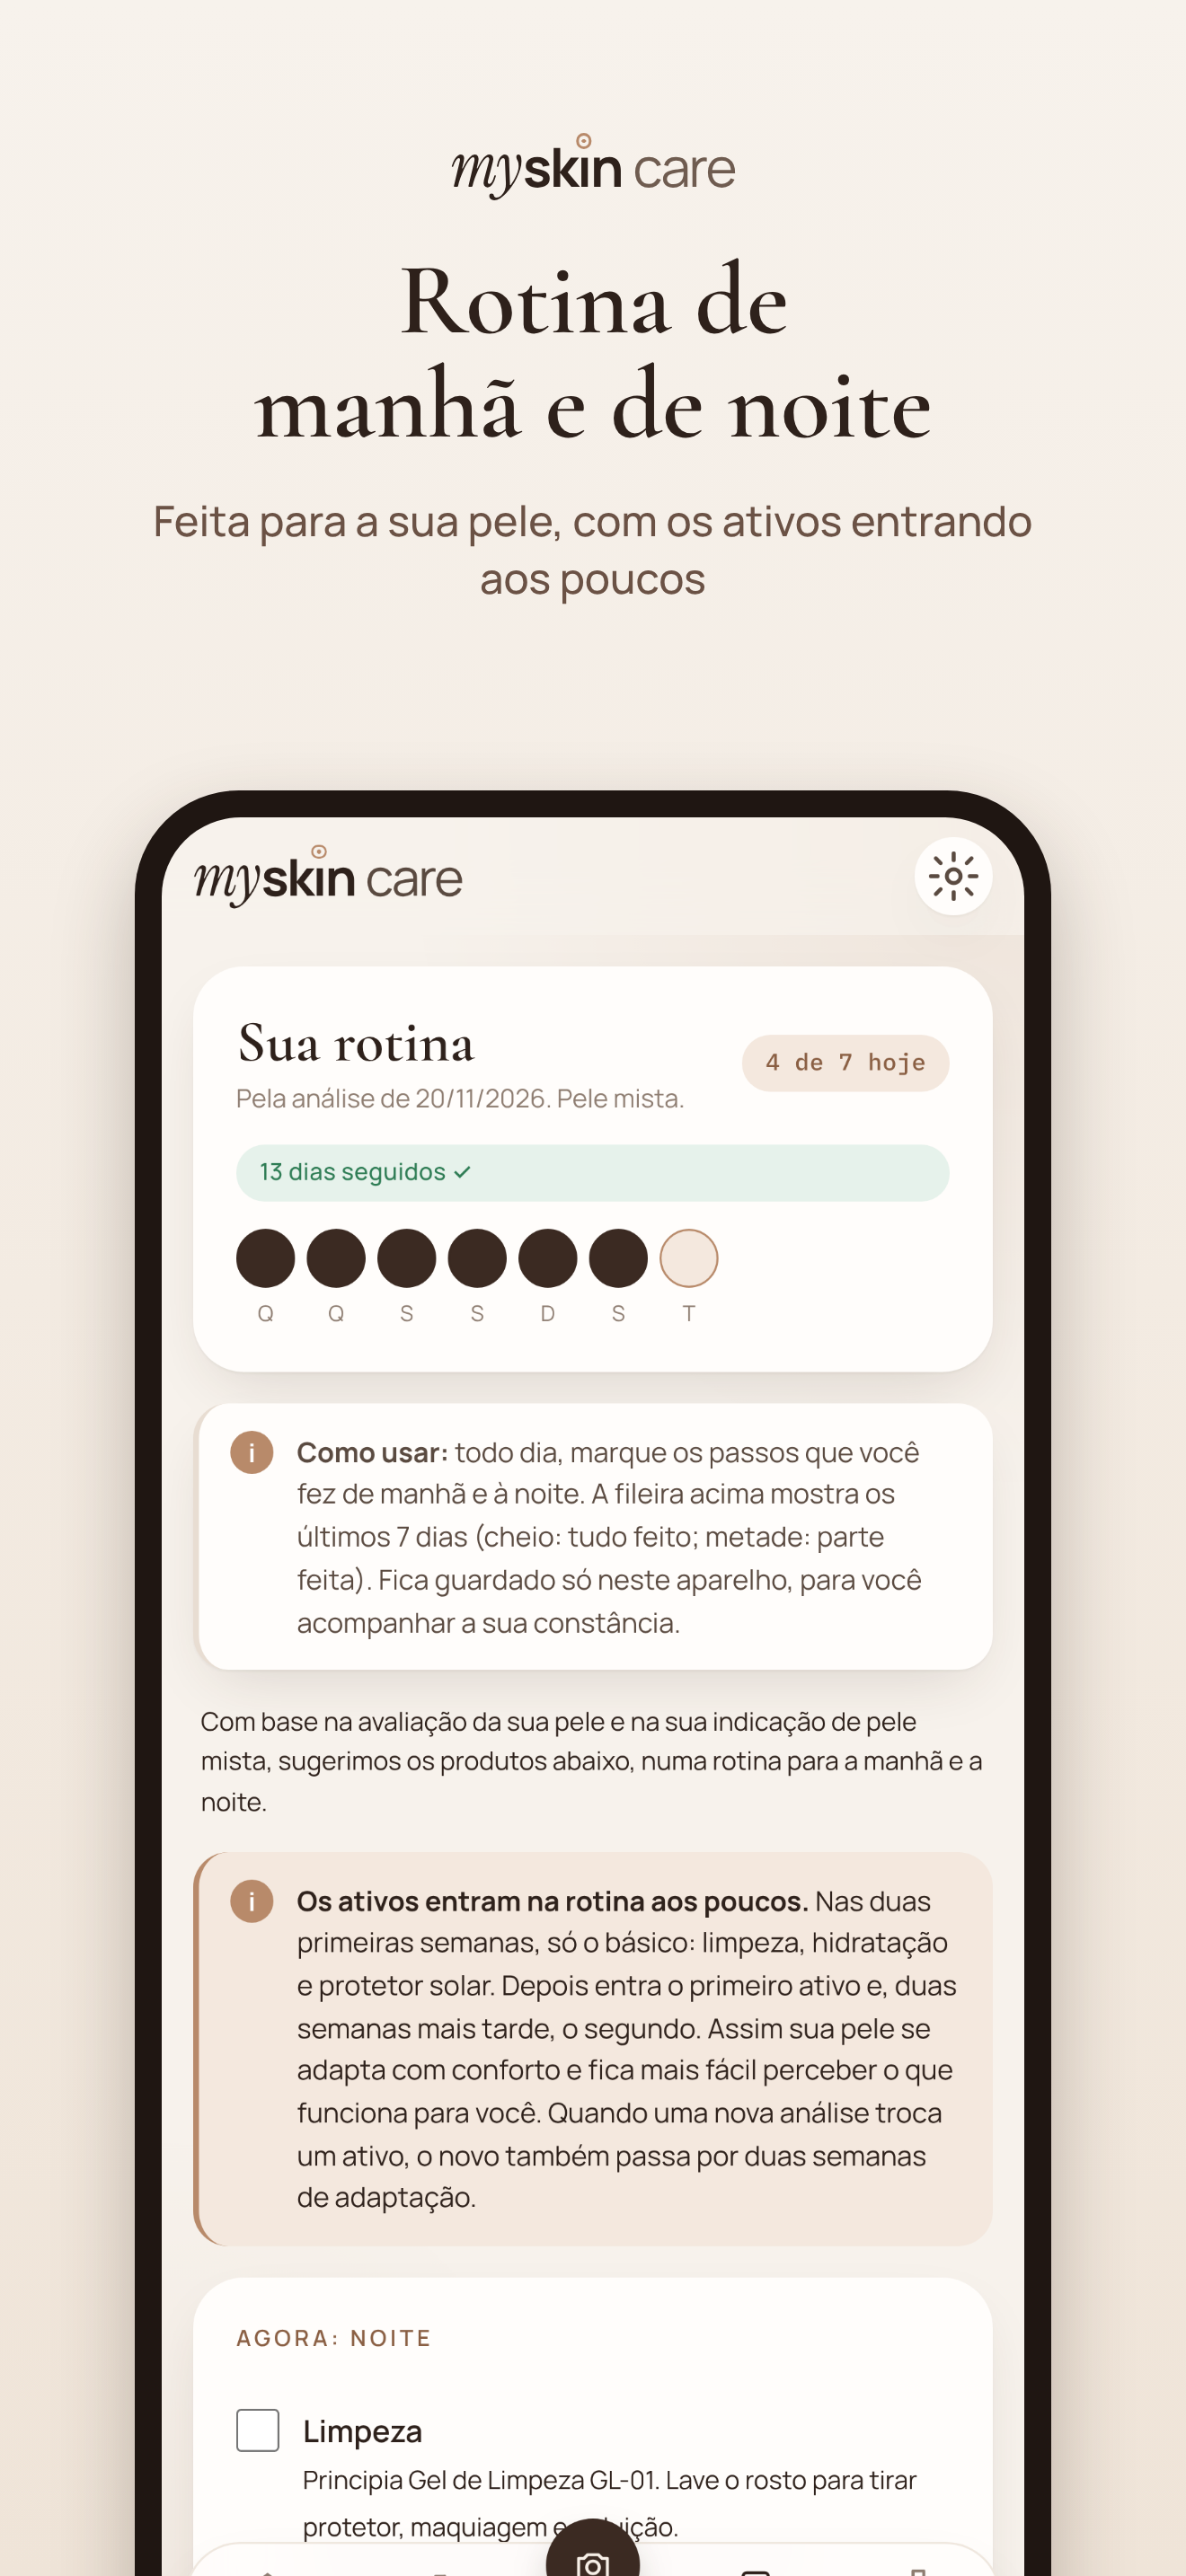 myskin care
Rotina de
manhã e de noite
Feita para a sua pele, com os ativos entrando
aos poucos
myskin care
Sua rotina
4 de 7 hoje
Pela análise de 20/11/2026. Pele mista.
13 dias seguidos ✓
Q Q S S D S T
Como usar: todo dia, marque os passos que você
fez de manhã e à noite. A fileira acima mostra os
últimos 7 dias (cheio: tudo feito; metade: parte
feita). Fica guardado só neste aparelho, para você
acompanhar a sua constância.
Com base na avaliação da sua pele e na sua indicação de pele
mista, sugerimos os produtos abaixo, numa rotina para a manhã e a
noite.
Os ativos entram na rotina aos poucos. Nas duas
primeiras semanas, só o básico: limpeza, hidratação
e protetor solar. Depois entra o primeiro ativo e, duas
semanas mais tarde, o segundo. Assim sua pele se
adapta com conforto e fica mais fácil perceber o que
funciona para você. Quando uma nova análise troca
um ativo, o novo também passa por duas semanas
de adaptação.
AGORA: NOITE
Limpeza
Principia Gel de Limpeza GL-01. Lave o rosto para tirar
protetor, maquiagem e